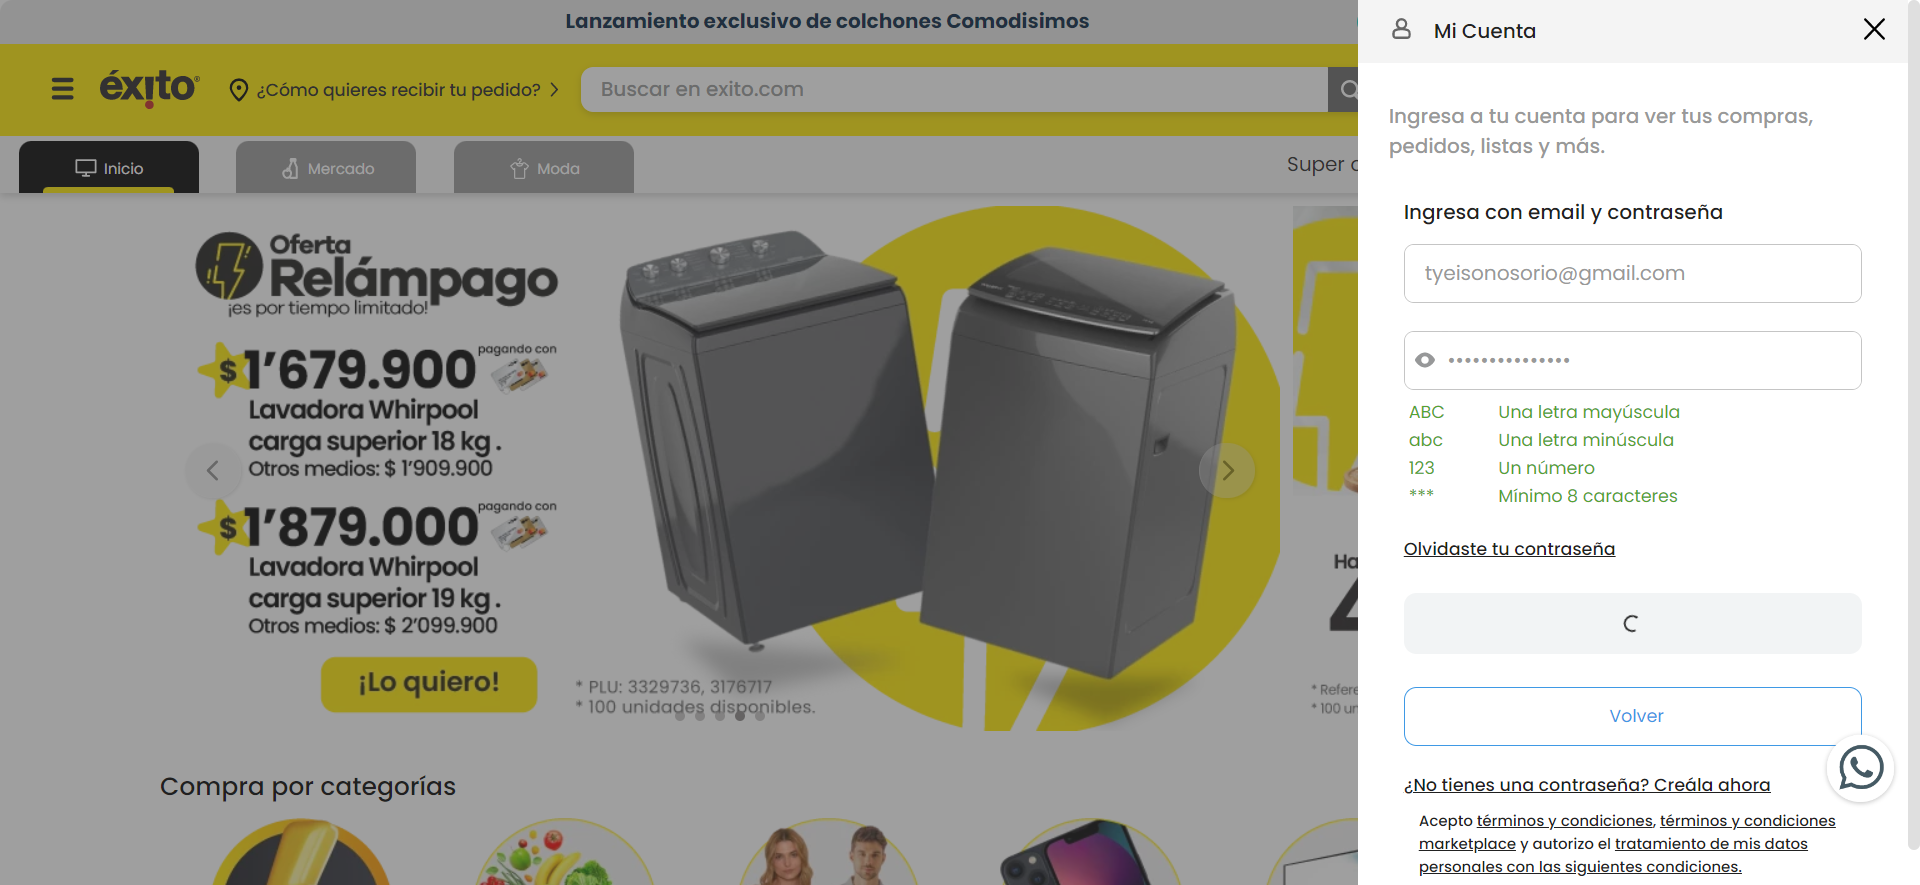 Lanzamiento exclusivo de colchones Comodisimos
éxito
¿Cómo quieres recibir tu pedido?
Buscar en exito.com
Inicio
Mercado
Moda
Super
Oferta
Relámpago
¡es por tiempo limitado!
$ 1'679.900
pagando con
Lavadora Whirpool
carga superior 18 kg.
Otros medios: $ 1'909.900
$ 1'879.000
pagando con
Lavadora Whirpool
carga superior 19 kg.
Otros medios: $ 2'099.900
¡Lo quiero!
* PLU: 3329736, 3176717
* 100 unidades disponibles.
Ha
* Refere
* 100 un
Compra por categorías
Mi Cuenta
Ingresa a tu cuenta para ver tus compras,
pedidos, listas y más.
Ingresa con email y contraseña
tyeisonosorio@gmail.com
•••••••••••••••
ABC Una letra mayúscula
abc Una letra minúscula
123 Un número
*** Mínimo 8 caracteres
Olvidaste tu contraseña
Volver
¿No tienes una contraseña? Creála ahora
Acepto términos y condiciones, términos y condiciones
marketplace y autorizo el tratamiento de mis datos
personales con las siguientes condiciones.